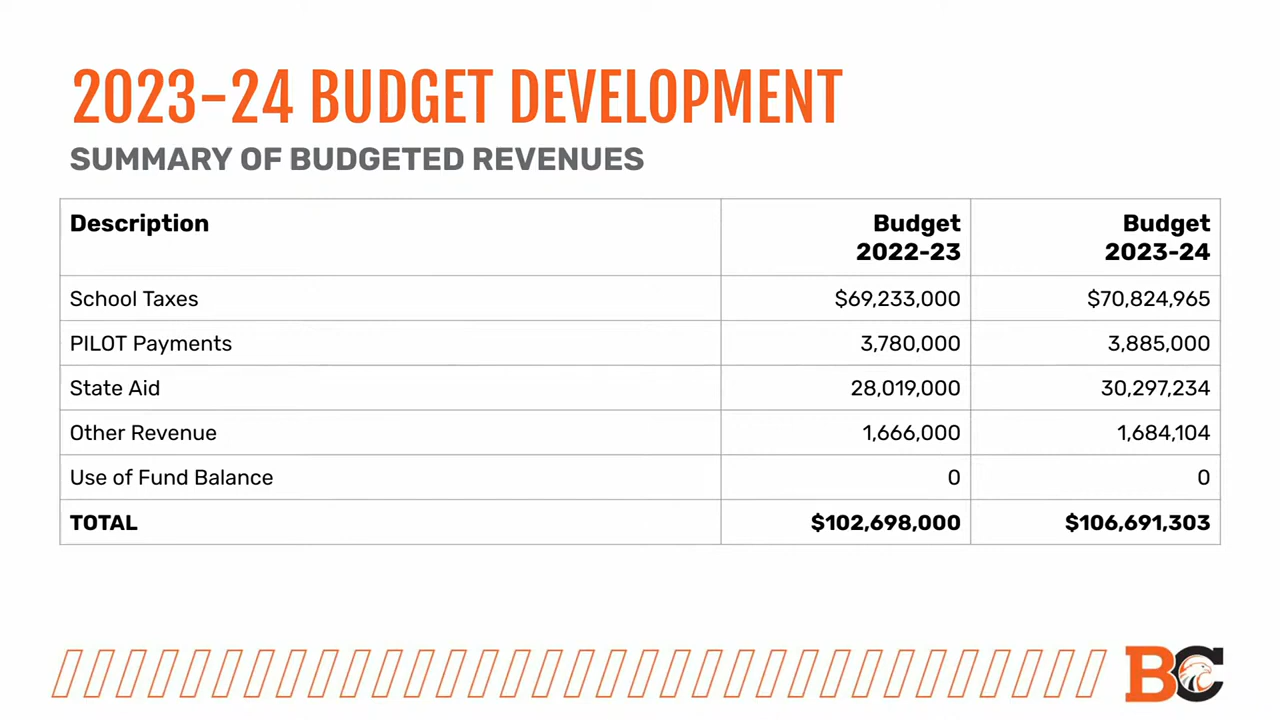 2023-24 BUDGET DEVELOPMENT
SUMMARY OF BUDGETED REVENUES
Description Budget 2022-23 Budget 2023-24
School Taxes $69,233,000 $70,824,965
PILOT Payments 3,780,000 3,885,000
State Aid 28,019,000 30,297,234
Other Revenue 1,666,000 1,684,104
Use of Fund Balance 0 0
TOTAL $102,698,000 $106,691,303
BC